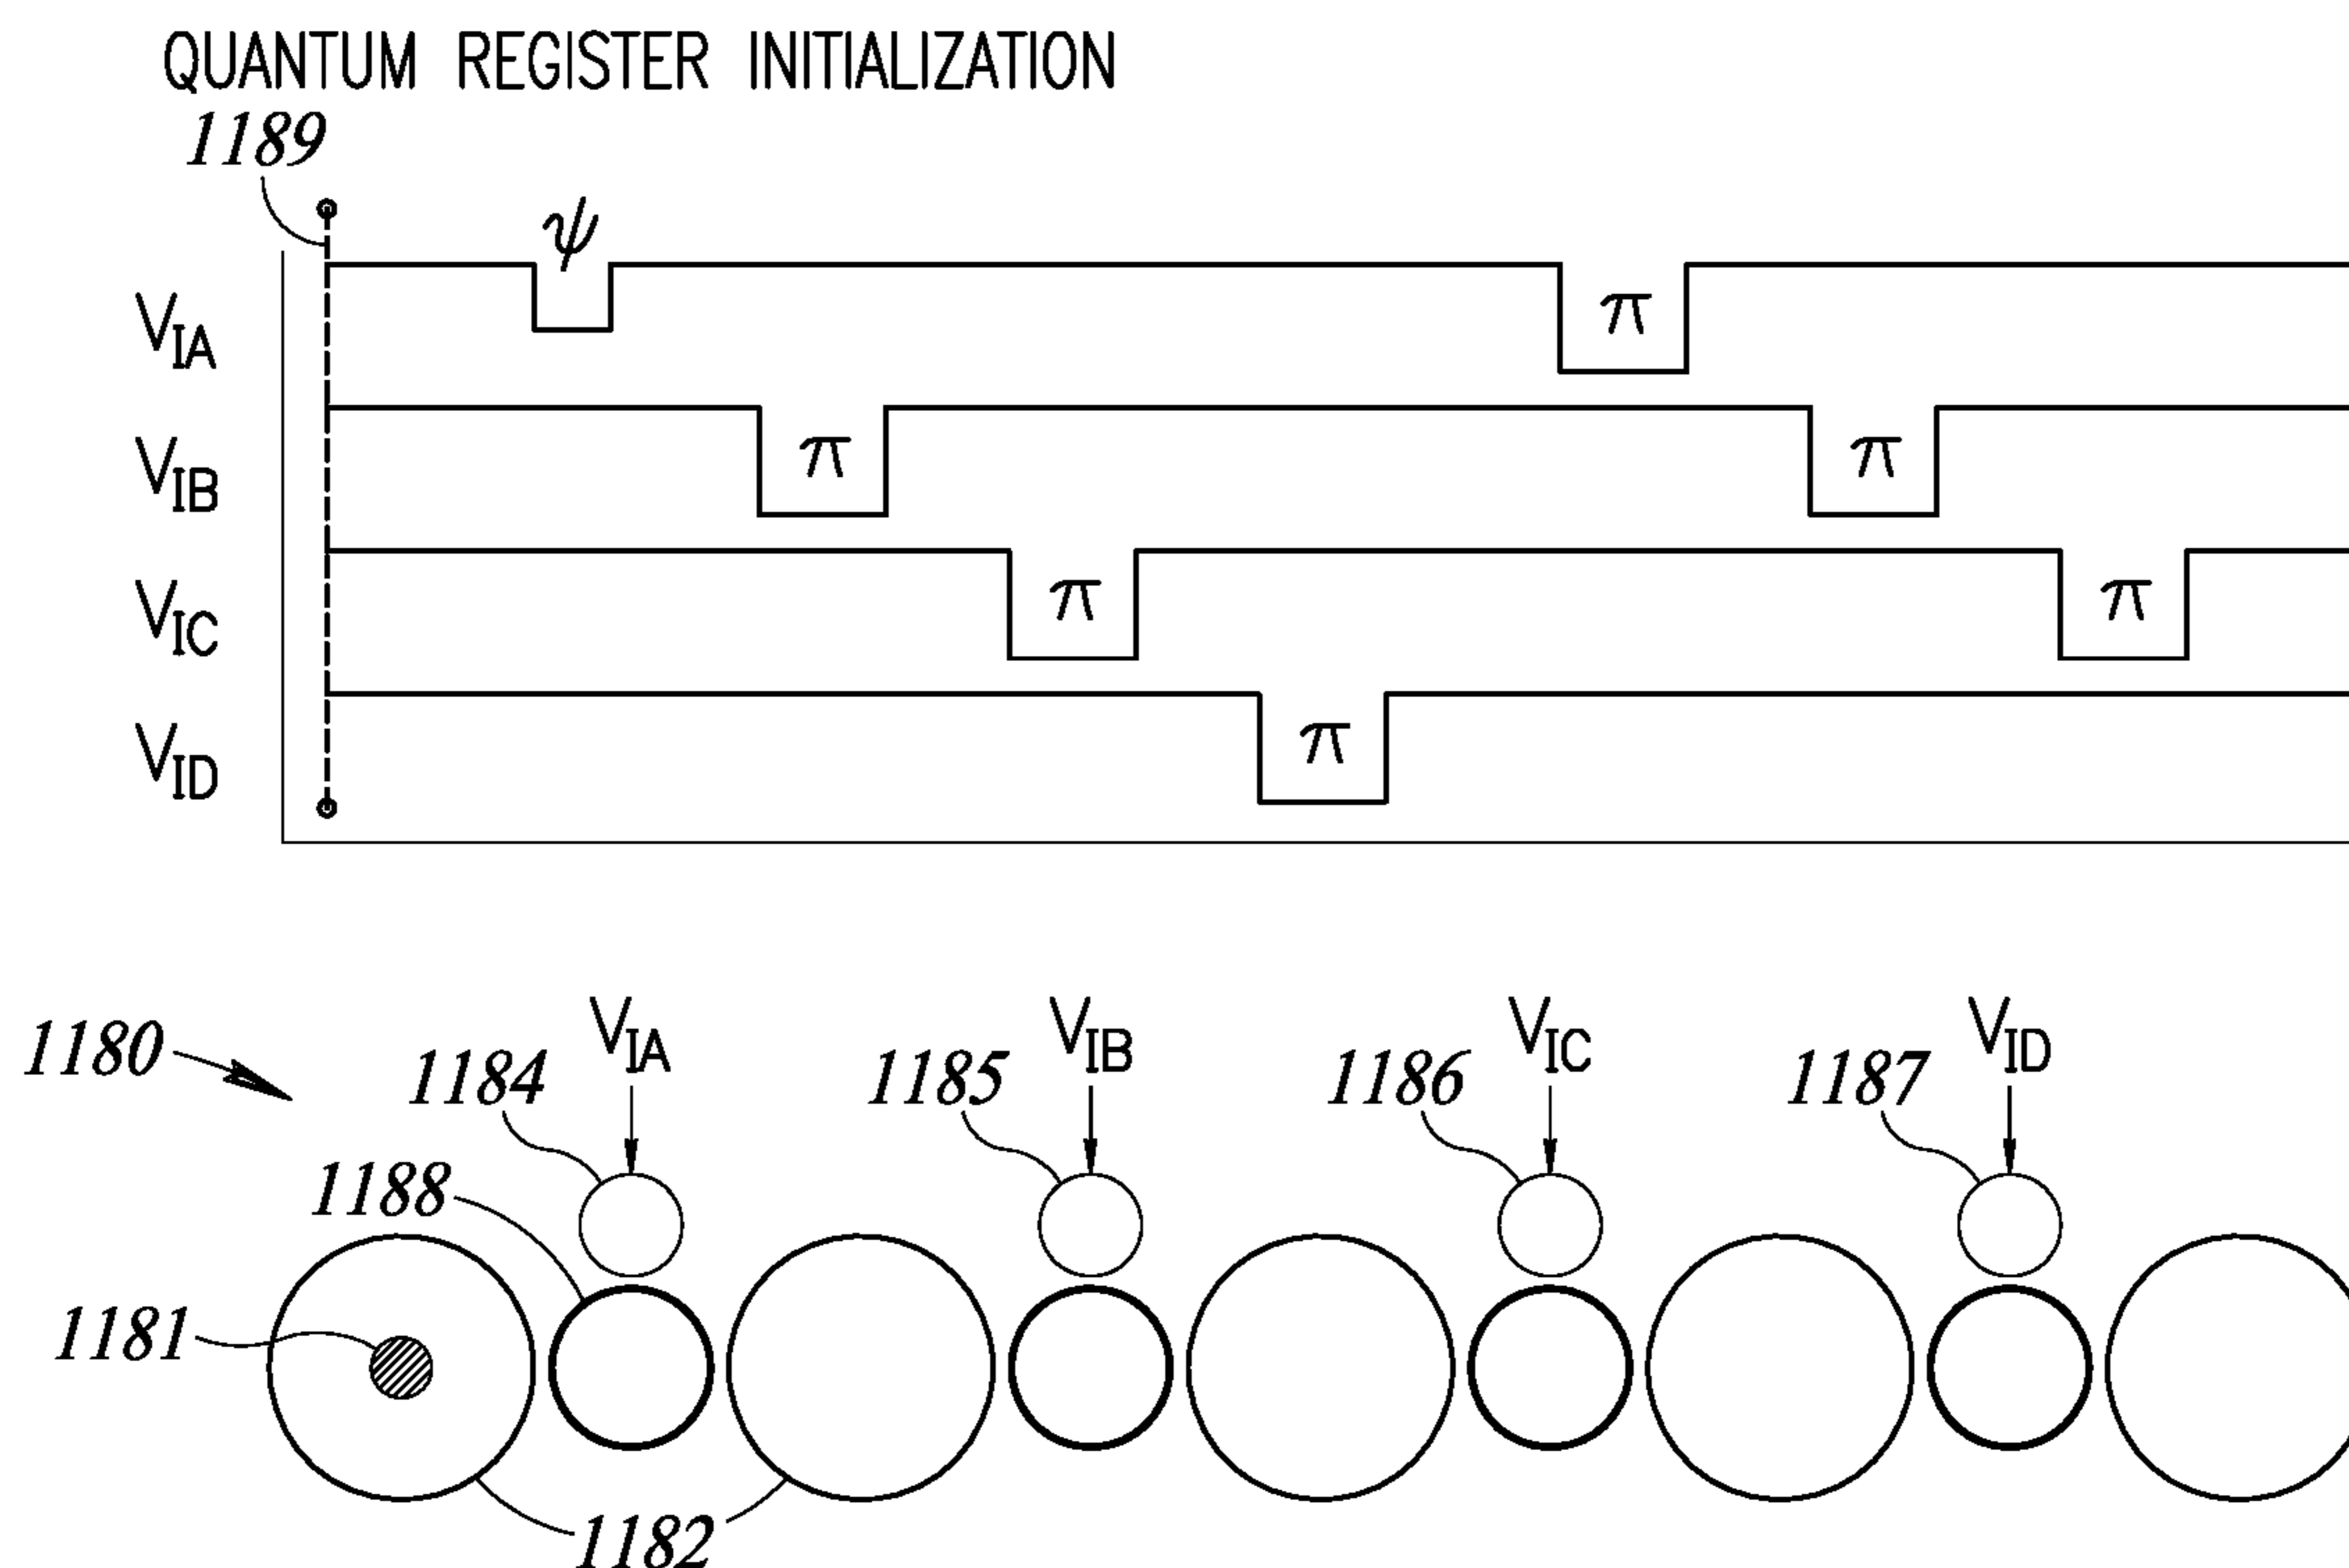 QUANTUM REGISTER INITIALIZATION
1189
ψ
VIA
π
VIB
π
π
VIC
π
π
VID
π
1180
1184
VIA
1185
VIB
1186
VIC
1187
VID
1188
1181
1182